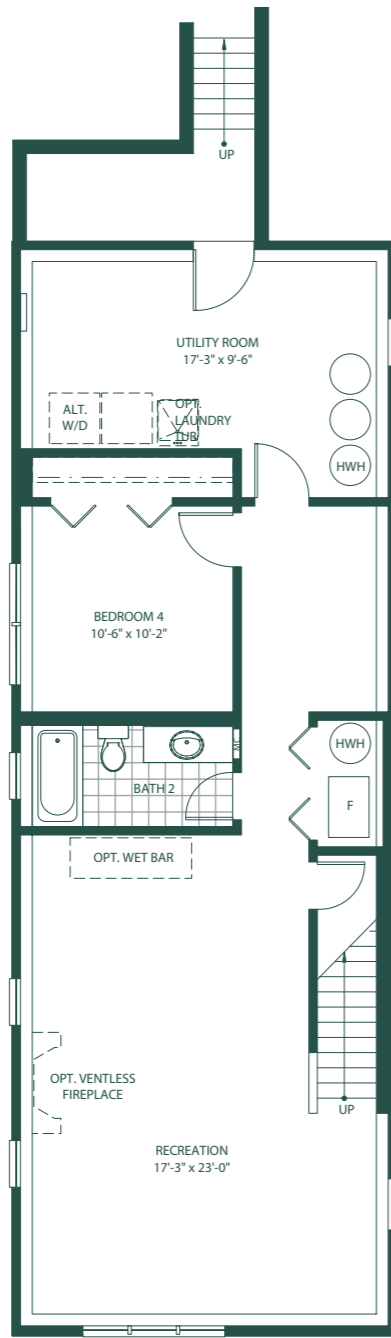 UP
UTILITY ROOM
17'-3" x 9'-6"
ALT.
W/D
OPT.
LAUNDRY
TUB
HWH
BEDROOM 4
10'-6" x 10'-2"
HWH
F
BATH 2
OPT. WET BAR
OPT. VENTLESS
FIREPLACE
UP
RECREATION
17'-3" x 23'-0"